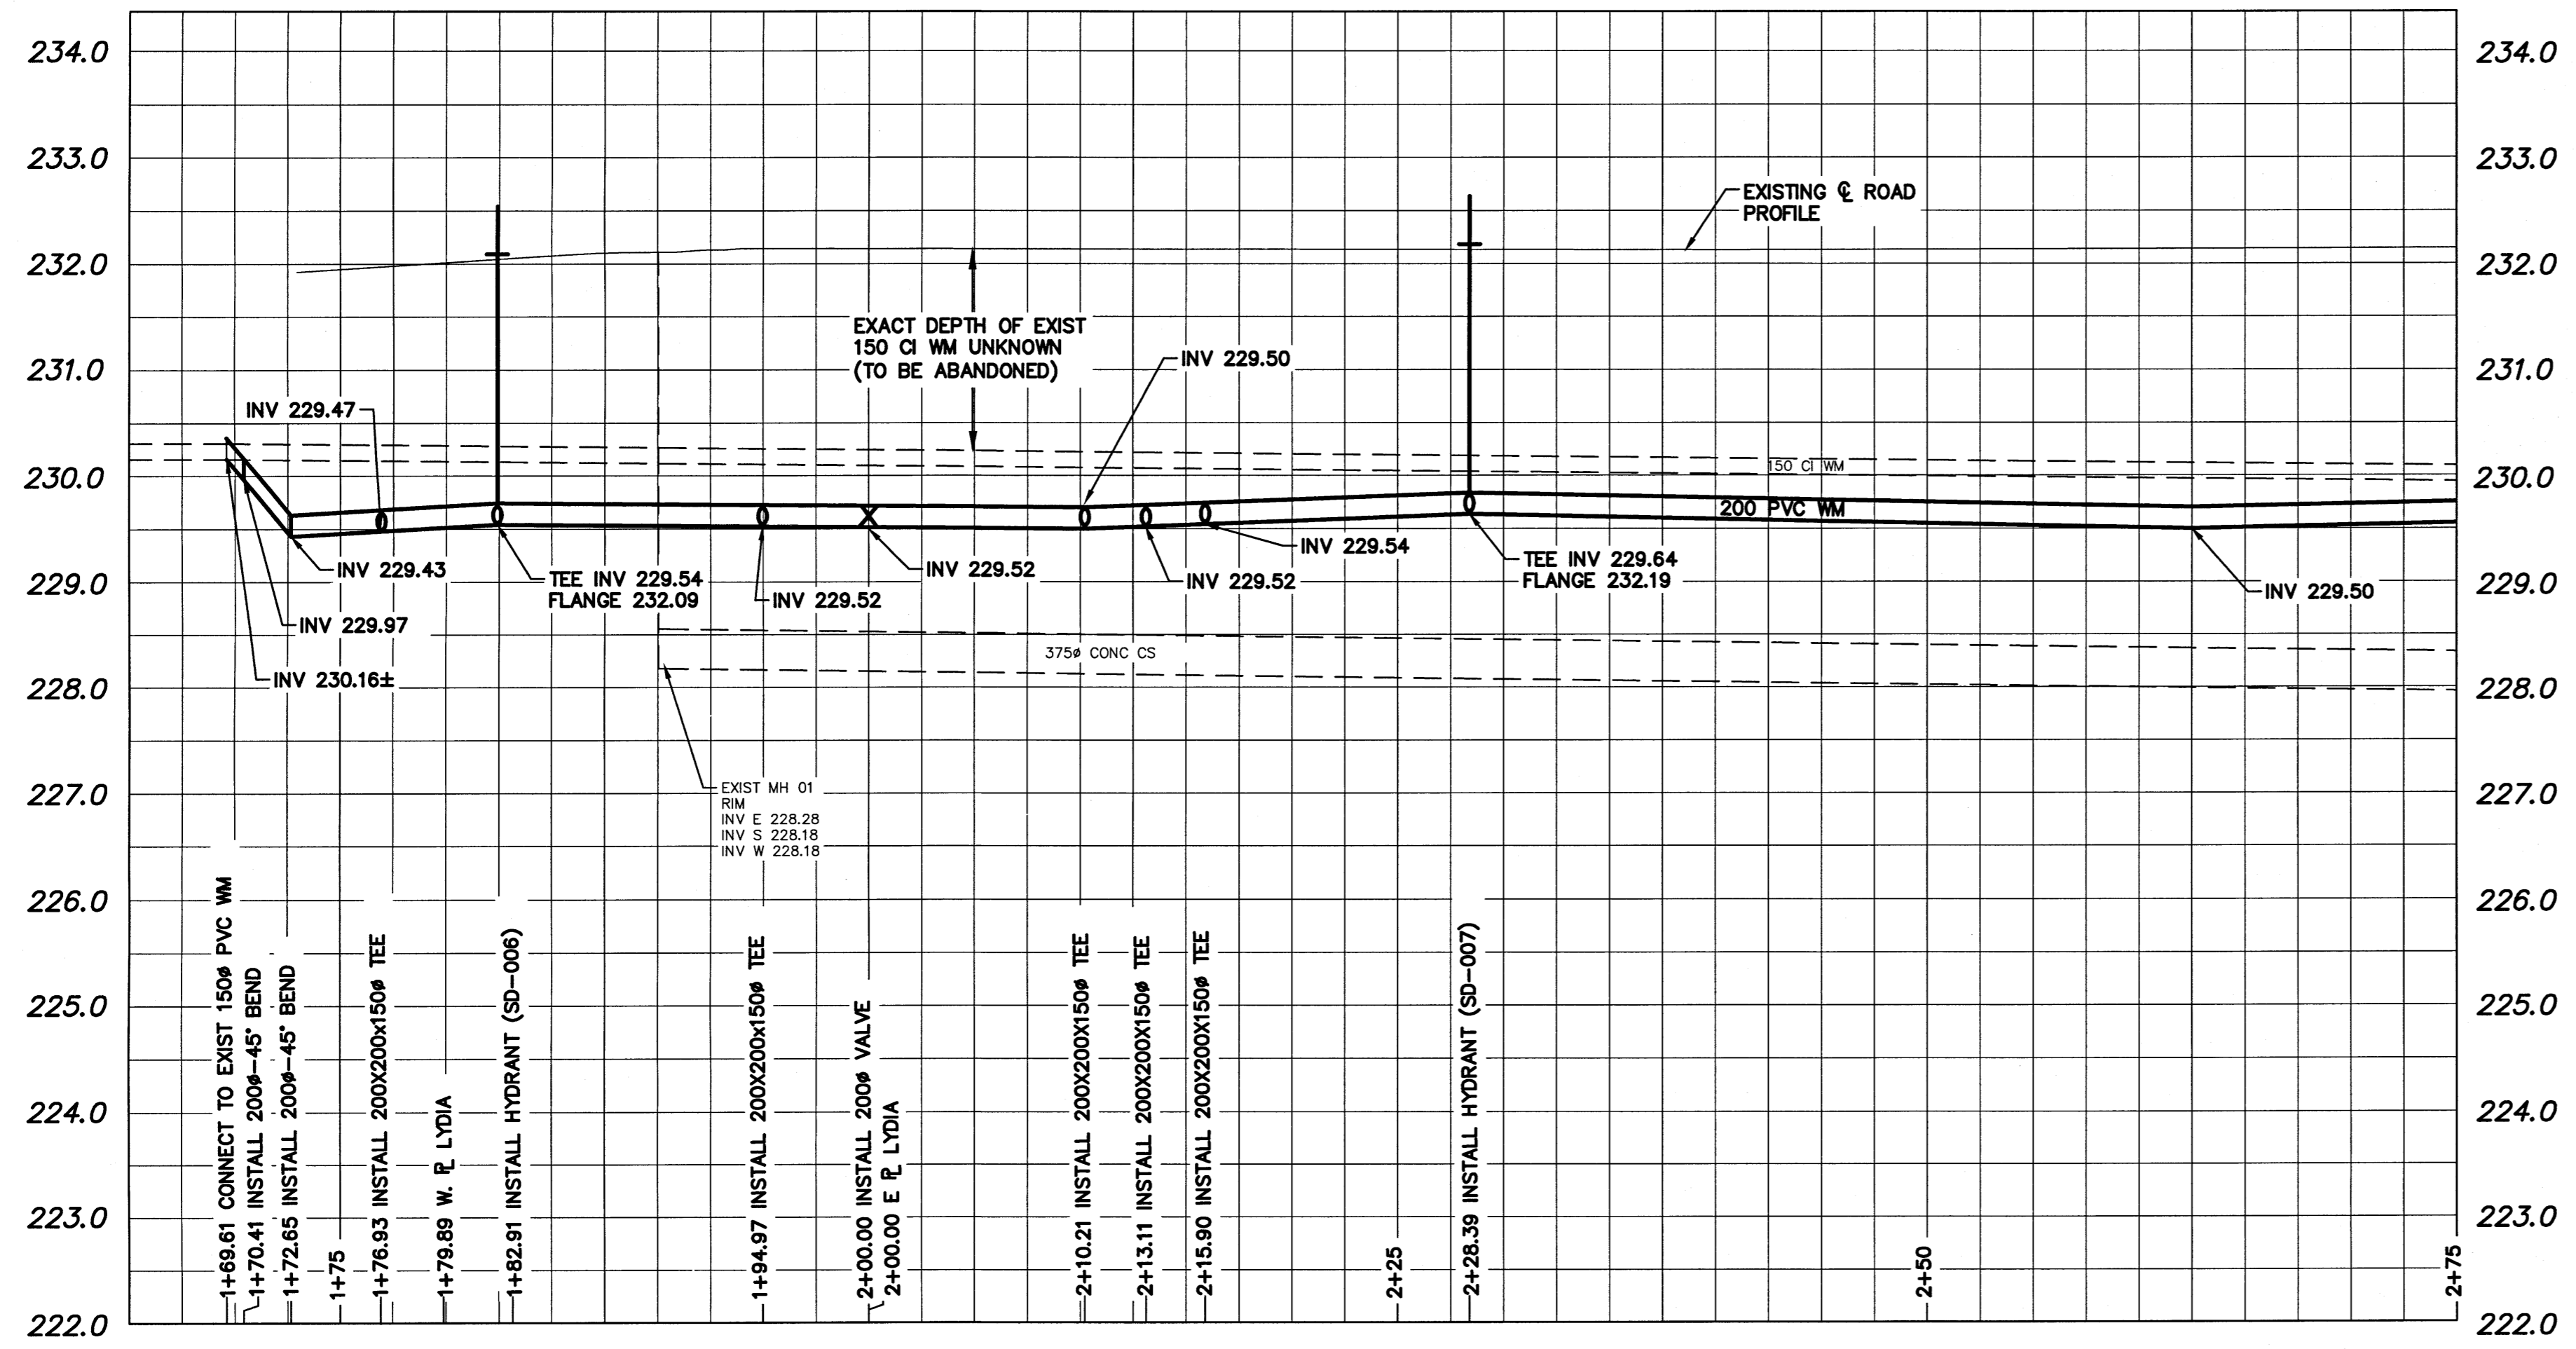 234.0 234.0
233.0 233.0
EXISTING ℄ ROAD
PROFILE
232.0 232.0
EXACT DEPTH OF EXIST
150 CI WM UNKNOWN
(TO BE ABANDONED)
INV 229.50
231.0 231.0
INV 229.47
150 CI WM
230.0 230.0
200 PVC WM
INV 229.43
TEE INV 229.54
FLANGE 232.09
INV 229.52
INV 229.52
INV 229.52
INV 229.54
TEE INV 229.64
FLANGE 232.19
INV 229.50
229.0 229.0
INV 229.97
375ø CONC CS
INV 230.16±
228.0 228.0
EXIST MH 01
RIM
INV E 228.28
INV S 228.18
INV W 228.18
227.0 227.0
226.0 226.0
225.0 225.0
224.0 224.0
223.0 223.0
222.0 222.0
1+69.61 CONNECT TO EXIST 150ø PVC WM
1+70.41 INSTALL 200ø-45° BEND
1+72.65 INSTALL 200ø-45° BEND
1+75
1+76.93 INSTALL 200X200x150ø TEE
1+79.89 W. ⅊ LYDIA
1+82.91 INSTALL HYDRANT (SD-006)
1+94.97 INSTALL 200X200x150ø TEE
2+00.00 INSTALL 200ø VALVE
2+00.00 E ⅊ LYDIA
2+10.21 INSTALL 200X200X150ø TEE
2+13.11 INSTALL 200X200X150ø TEE
2+15.90 INSTALL 200X200X150ø TEE
2+25
2+28.39 INSTALL HYDRANT (SD-007)
2+50
2+75